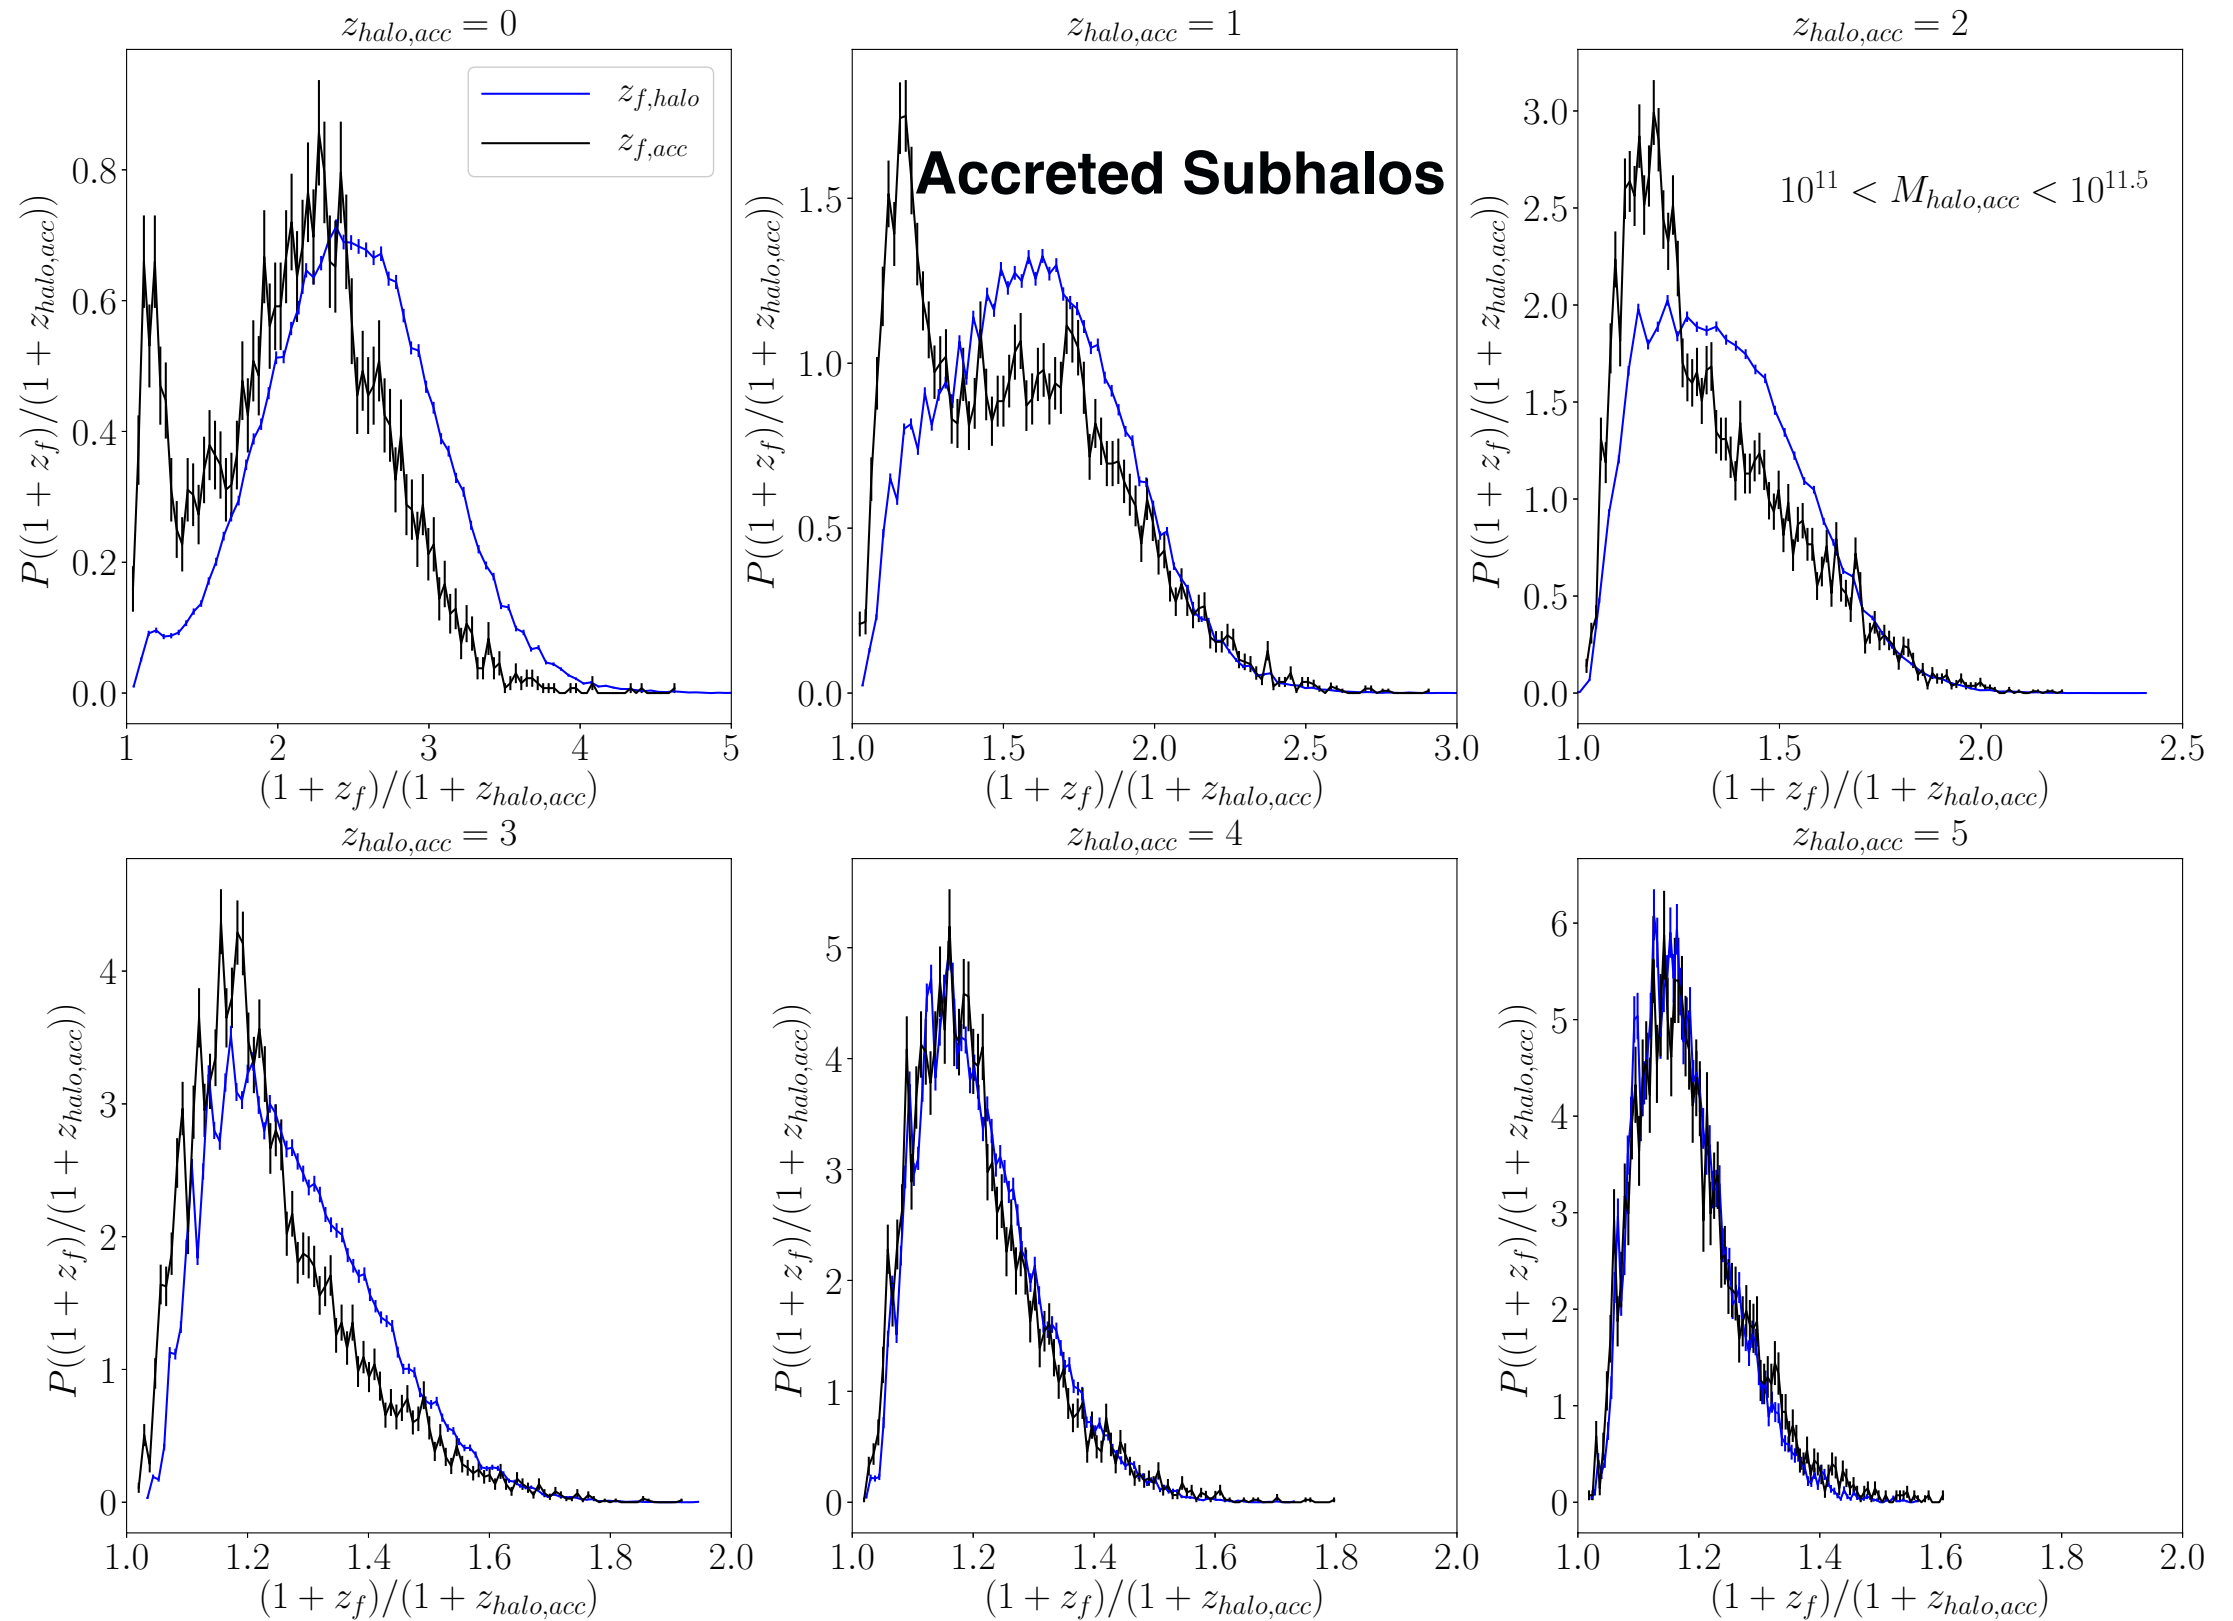 z_{halo,acc} = 0
z_{f,halo}
z_{f,acc}
P((1 + z_f)/(1 + z_{halo,acc}))
0.8
0.6
0.4
0.2
0.0
1 2 3 4 5
(1 + z_f)/(1 + z_{halo,acc})
z_{halo,acc} = 1
Accreted Subhalos
P((1 + z_f)/(1 + z_{halo,acc}))
1.5
1.0
0.5
0.0
1.0 1.5 2.0 2.5 3.0
(1 + z_f)/(1 + z_{halo,acc})
z_{halo,acc} = 2
10^{11} < M_{halo,acc} < 10^{11.5}
P((1 + z_f)/(1 + z_{halo,acc}))
3.0
2.5
2.0
1.5
1.0
0.5
0.0
1.0 1.5 2.0 2.5
(1 + z_f)/(1 + z_{halo,acc})
z_{halo,acc} = 3
P((1 + z_f)/(1 + z_{halo,acc}))
4
3
2
1
0
1.0 1.2 1.4 1.6 1.8 2.0
(1 + z_f)/(1 + z_{halo,acc})
z_{halo,acc} = 4
P((1 + z_f)/(1 + z_{halo,acc}))
5
4
3
2
1
0
1.0 1.2 1.4 1.6 1.8 2.0
(1 + z_f)/(1 + z_{halo,acc})
z_{halo,acc} = 5
P((1 + z_f)/(1 + z_{halo,acc}))
6
5
4
3
2
1
0
1.0 1.2 1.4 1.6 1.8 2.0
(1 + z_f)/(1 + z_{halo,acc})